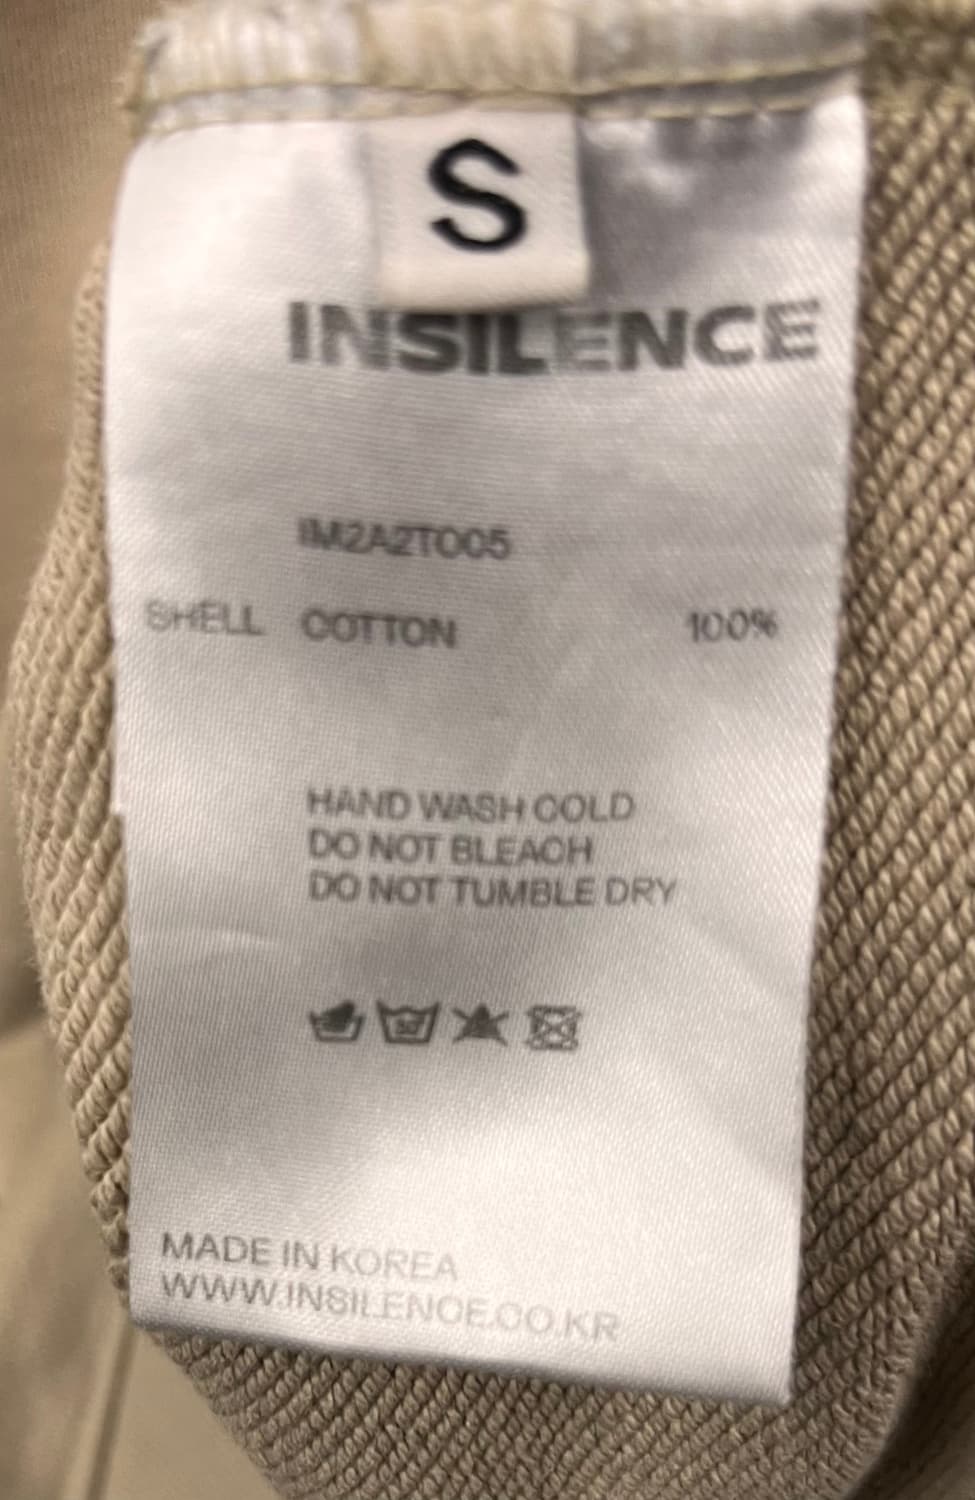 S
INSILENCE
IM2A2TO05
SHELL COTTON 100%
HAND WASH COLD
DO NOT BLEACH
DO NOT TUMBLE DRY
MADE IN KOREA
WWW.INSILENCE.CO.KR